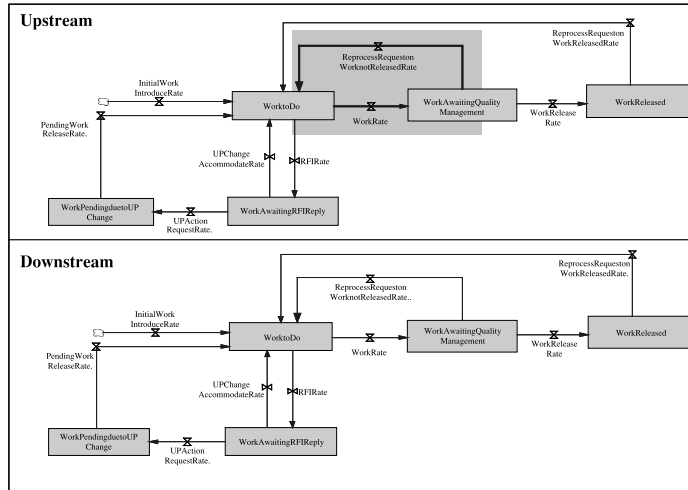 Upstream
ReprocessRequeston
WorkReleasedRate
ReprocessRequeston
WorknotReleasedRate
InitialWork
IntroduceRate
WorktoDo
WorkAwaitingQuality
Management
WorkReleased
WorkRate
WorkRelease
Rate
PendingWork
ReleaseRate.
UPChange
AccommodateRate
RFIRate
WorkPendingduetoUP
Change
UPAction
RequestRate.
WorkAwaitingRFIReply
Downstream
ReprocessRequeston
WorkReleasedRate.
ReprocessRequeston
WorknotReleasedRate..
InitialWork
IntroduceRate
WorktoDo
WorkAwaitingQuality
Management
WorkReleased
WorkRate
WorkRelease
Rate
PendingWork
ReleaseRate.
UPChange
AccommodateRate
RFIRate
WorkPendingduetoUP
Change
UPAction
RequestRate.
WorkAwaitingRFIReply